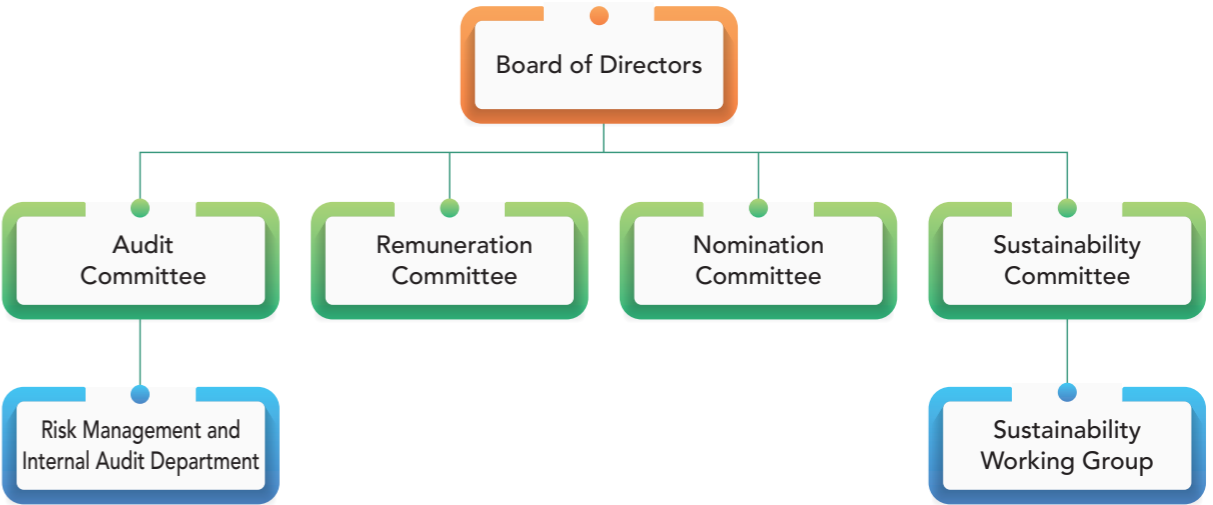 Board of Directors
Audit
Committee
Remuneration
Committee
Nomination
Committee
Sustainability
Committee
Risk Management and
Internal Audit Department
Sustainability
Working Group